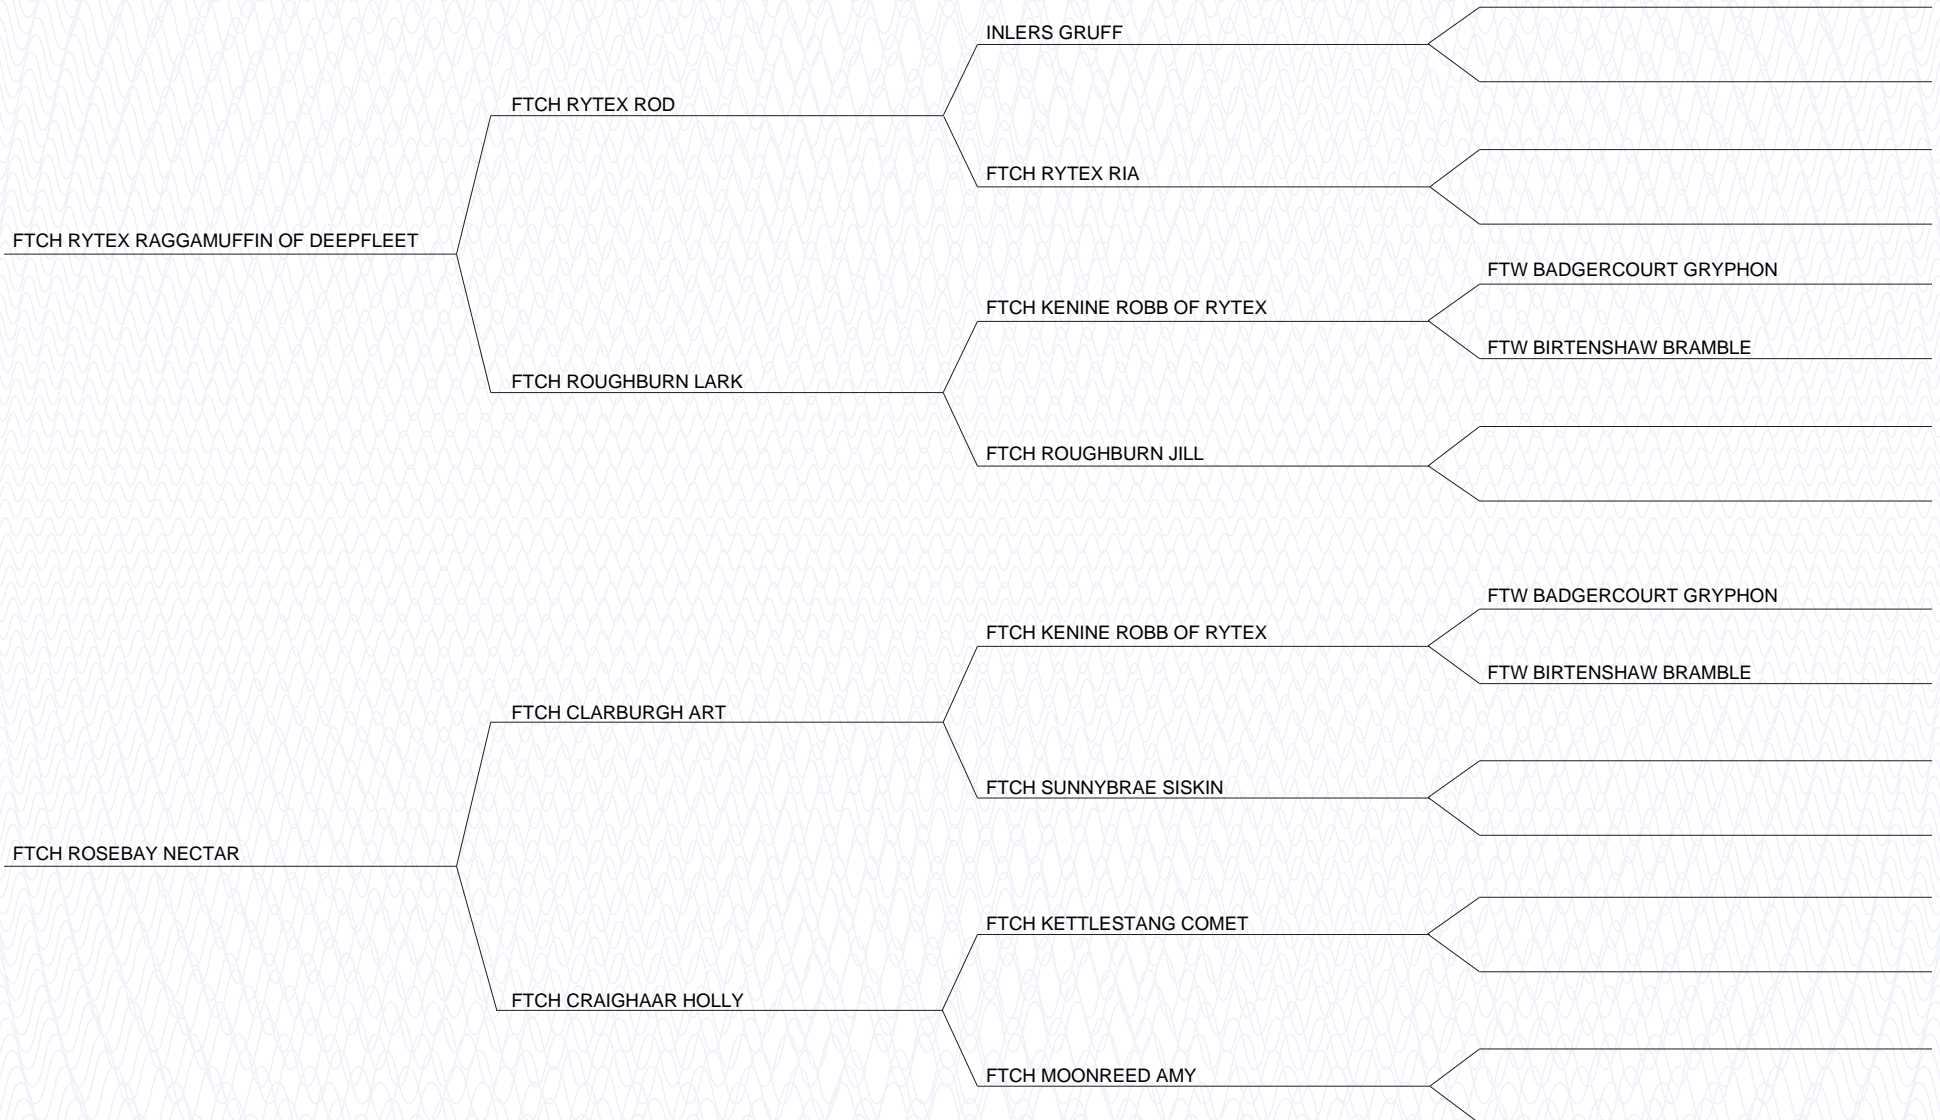 INLERS GRUFF
FTCH RYTEX ROD
FTCH RYTEX RIA
FTCH RYTEX RAGGAMUFFIN OF DEEPFLEET
FTW BADGERCOURT GRYPHON
FTCH KENINE ROBB OF RYTEX
FTW BIRTENSHAW BRAMBLE
FTCH ROUGHBURN LARK
FTCH ROUGHBURN JILL
FTW BADGERCOURT GRYPHON
FTCH KENINE ROBB OF RYTEX
FTW BIRTENSHAW BRAMBLE
FTCH CLARBURGH ART
FTCH SUNNYBRAE SISKIN
FTCH ROSEBAY NECTAR
FTCH KETTLESTANG COMET
FTCH CRAIGHAAR HOLLY
FTCH MOONREED AMY